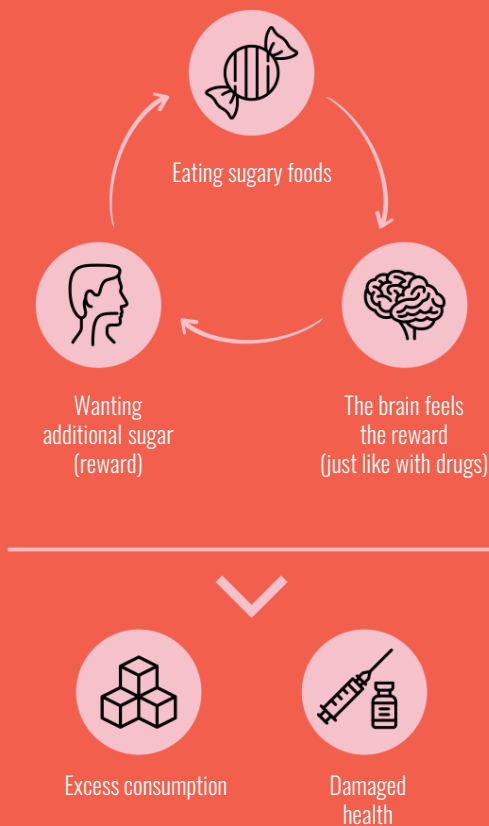 Eating sugary foods
Wanting
additional sugar
(reward)
The brain feels
the reward
(just like with drugs)
Excess consumption
Damaged
health